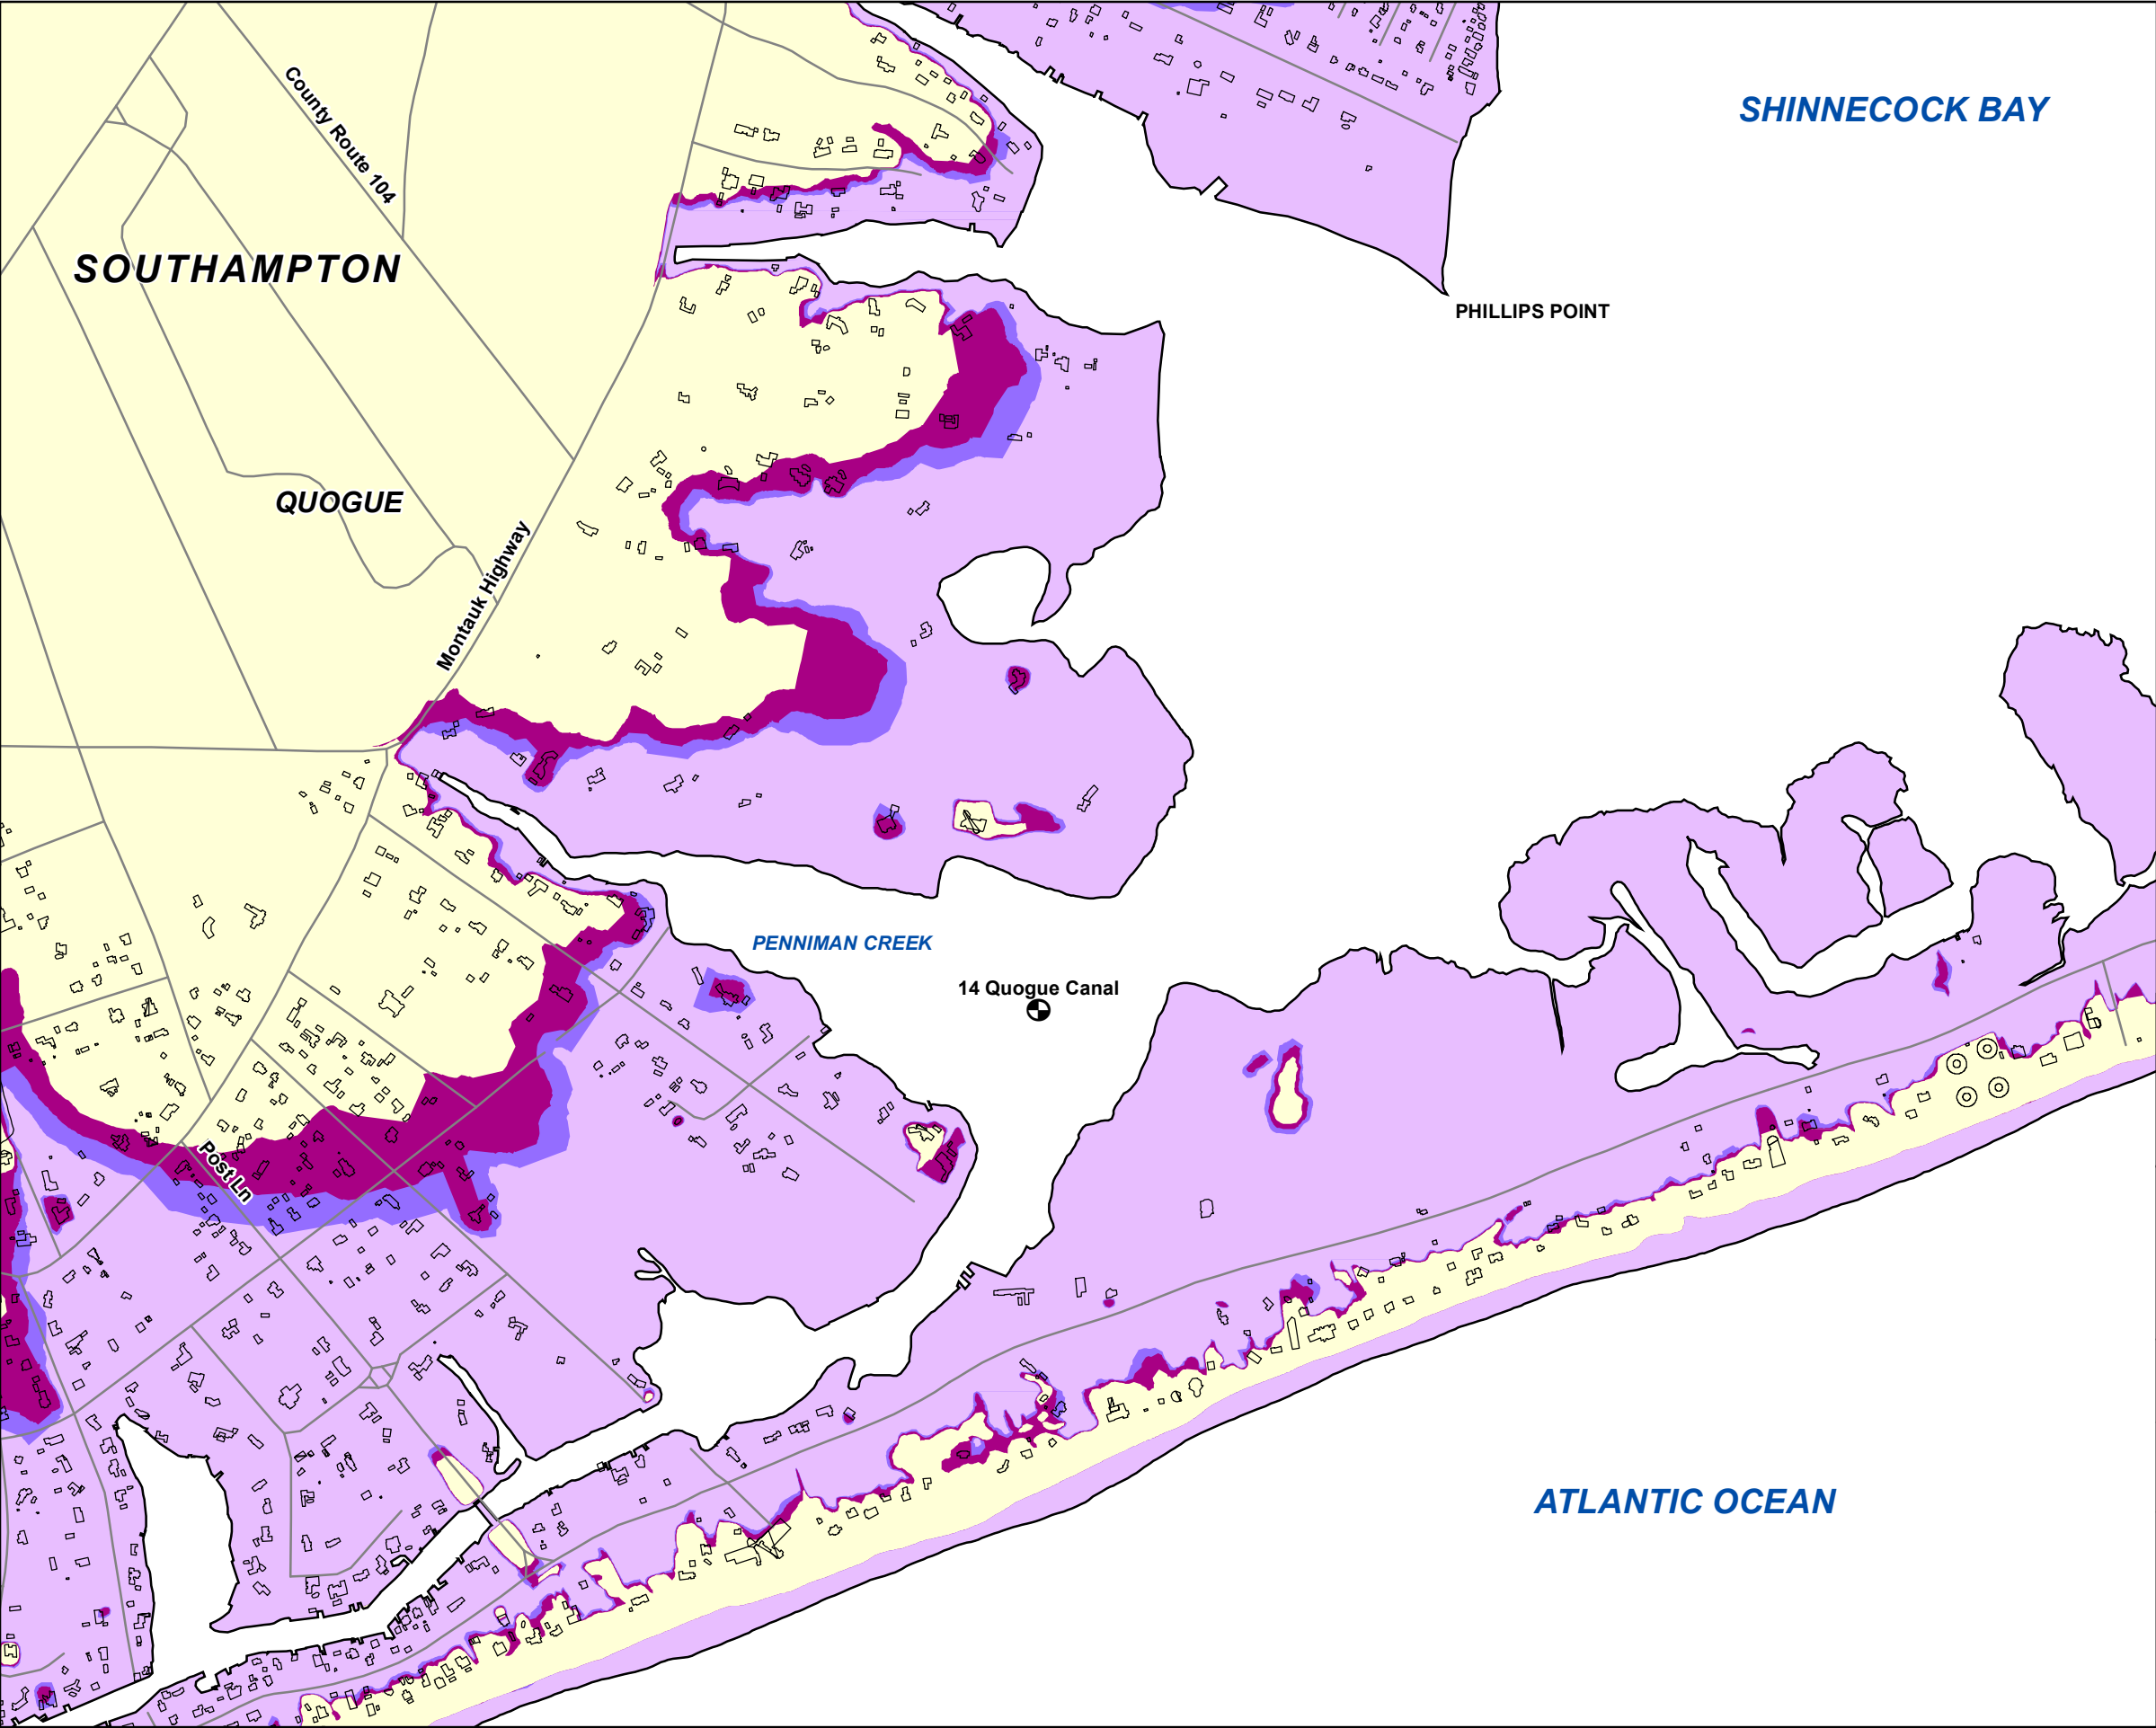 County Route 104
SHINNECOCK BAY
SOUTHAMPTON
PHILLIPS POINT
QUOGUE
Montauk Highway
PENNIMAN CREEK
14 Quogue Canal
Post Ln
ATLANTIC OCEAN